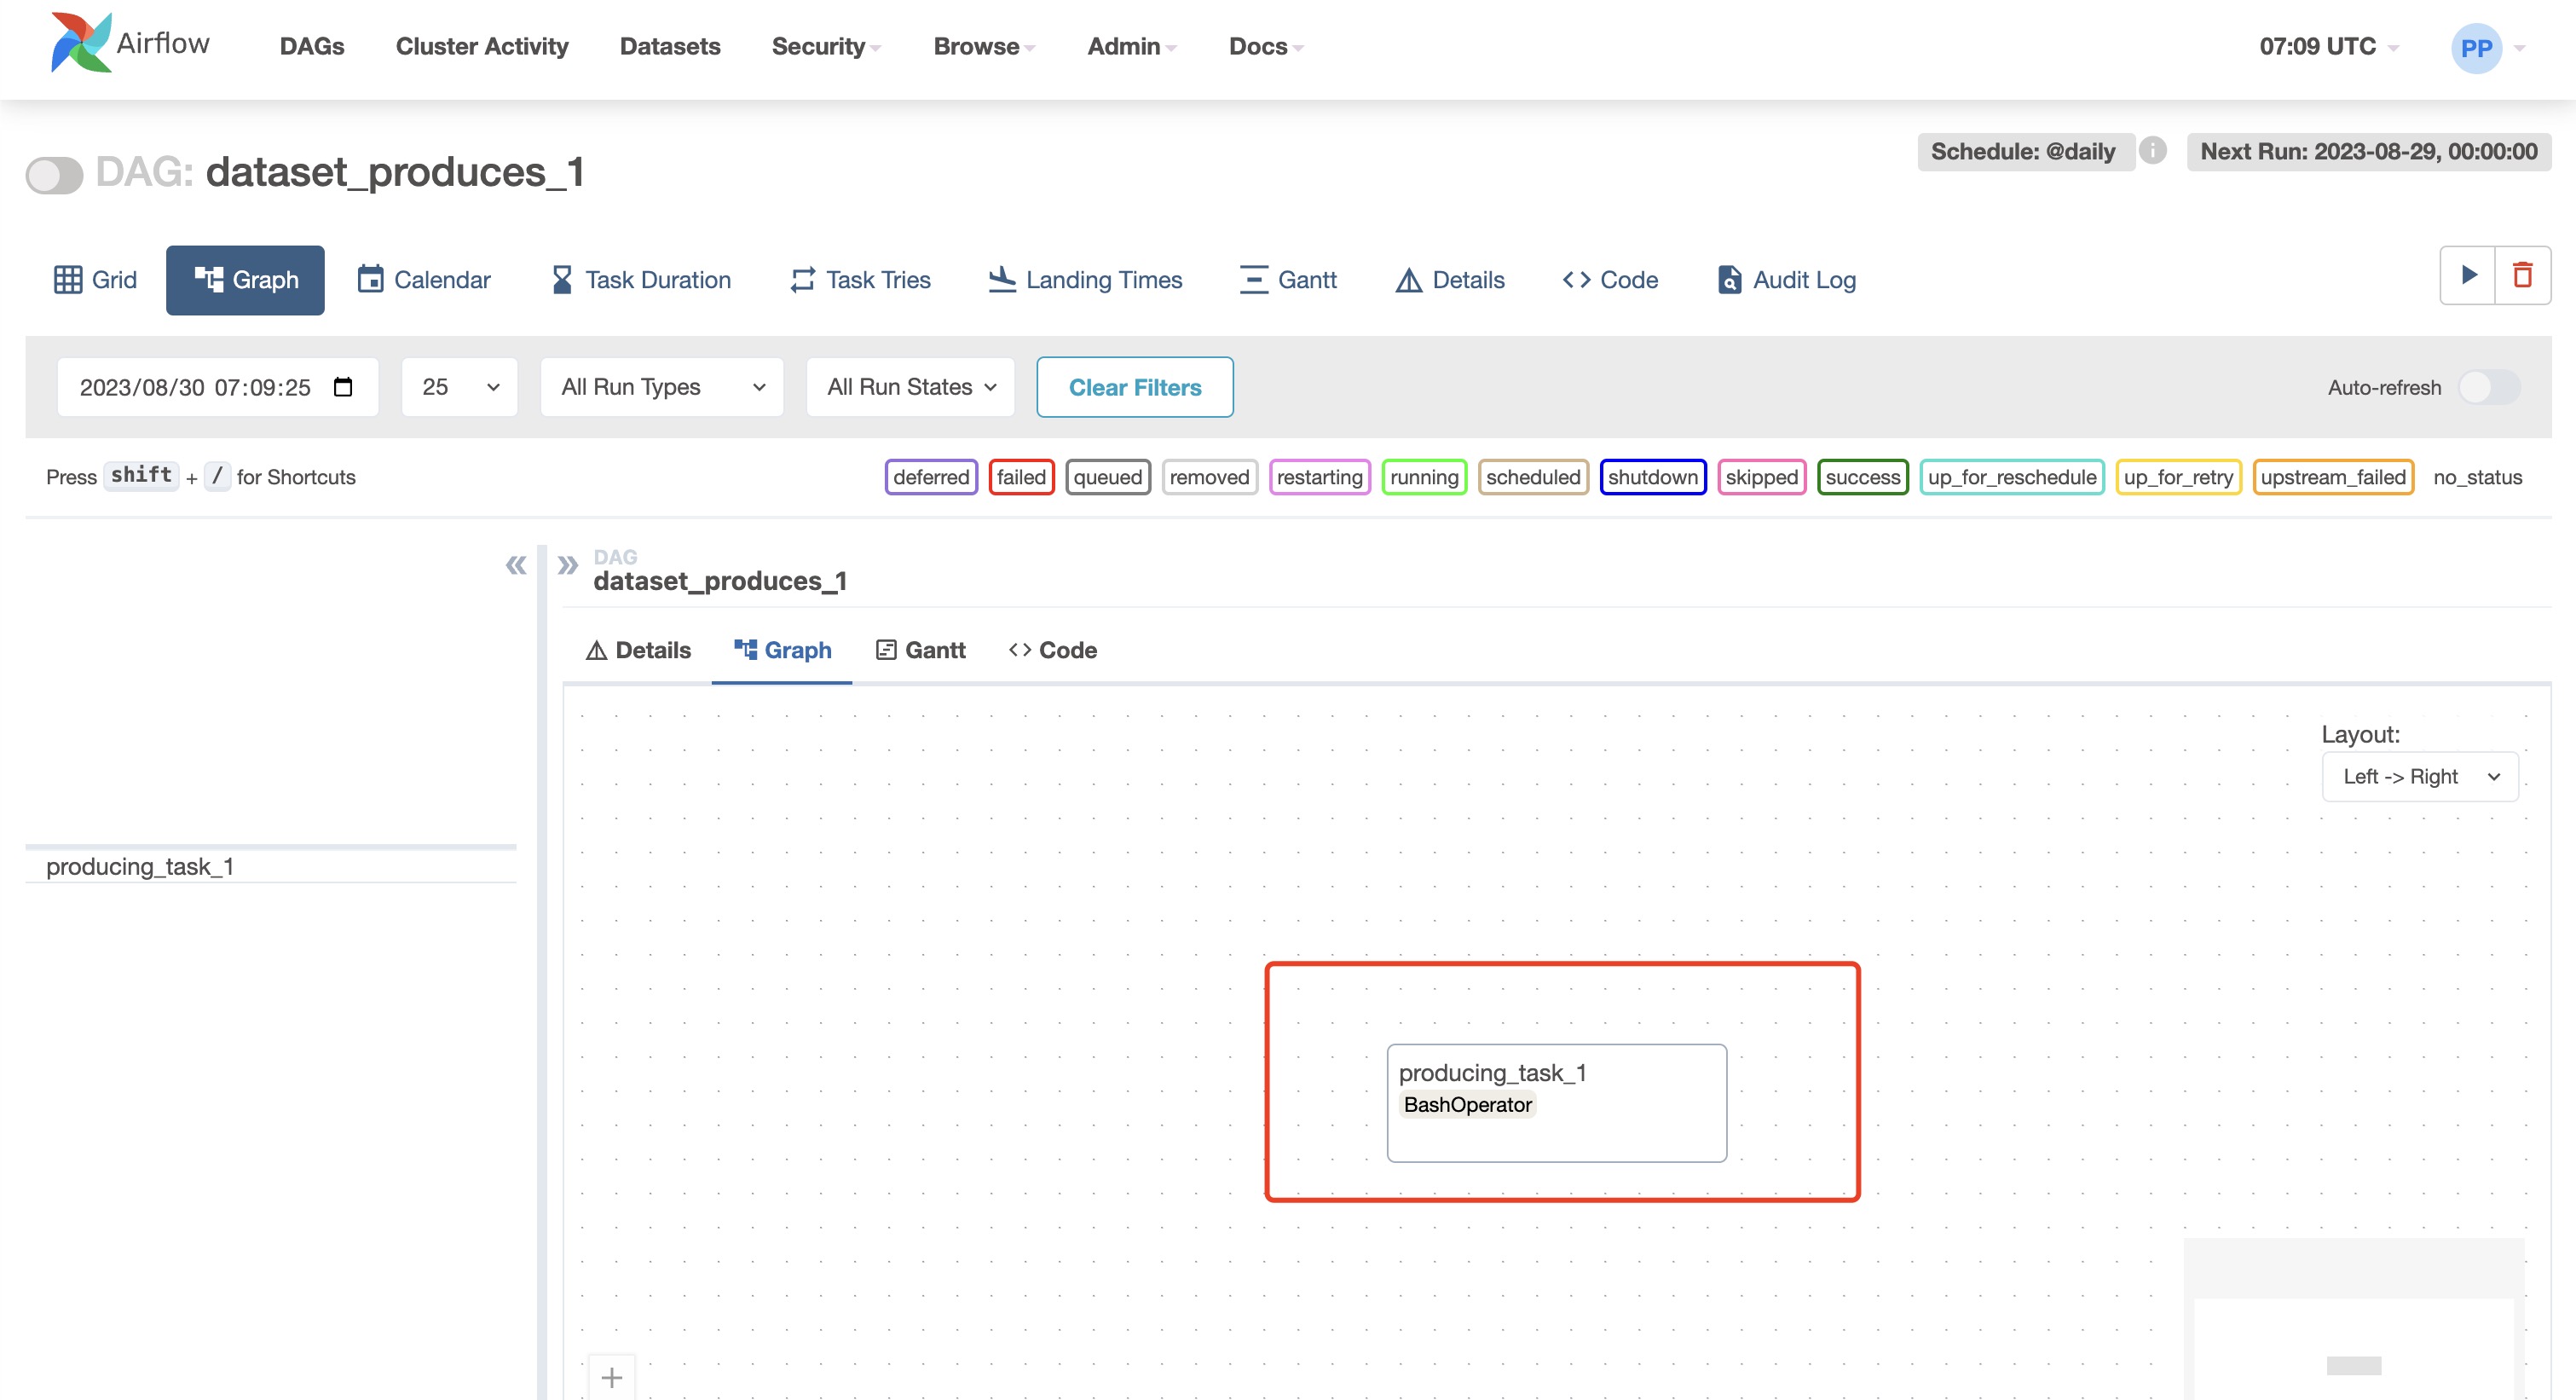 Airflow DAGs Cluster Activity Datasets Security Browse Admin Docs 07:09 UTC PP
DAG: dataset_produces_1 Schedule: @daily i Next Run: 2023-08-29, 00:00:00
Grid Graph Calendar Task Duration Task Tries Landing Times Gantt Details Code Audit Log
2023/08/30 07:09:25 25 All Run Types All Run States Clear Filters Auto-refresh
Press shift + / for Shortcuts deferred failed queued removed restarting running scheduled shutdown skipped success up_for_reschedule up_for_retry upstream_failed no_status
DAG
dataset_produces_1
Details Graph Gantt Code
Layout:
Left -> Right
producing_task_1
producing_task_1
BashOperator